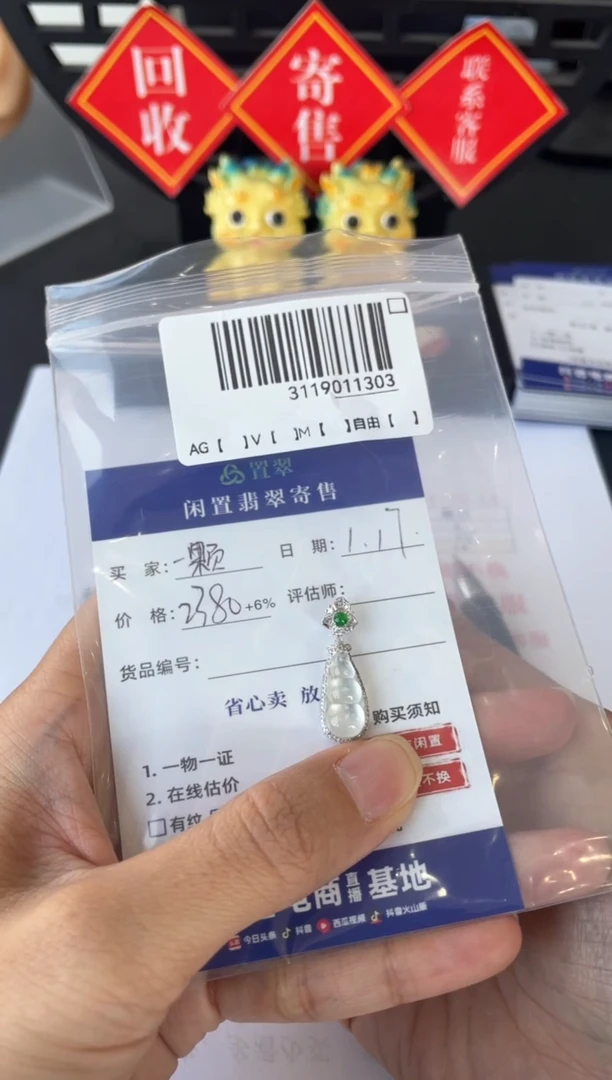 回收
寄售
联系客服
3119011303
AG【 】V【 】M【 】自由【 】
置翠
闲置翡翠寄售
买 家：一颗 日 期：1.17.
价 格：2380+6% 评估师：
货品编号：
省心卖 放
购买须知
1. 一物一证
闲置
2. 在线估价
不换
□有纹
电商直播基地
今日头条 抖音 西瓜视频 抖音火山版